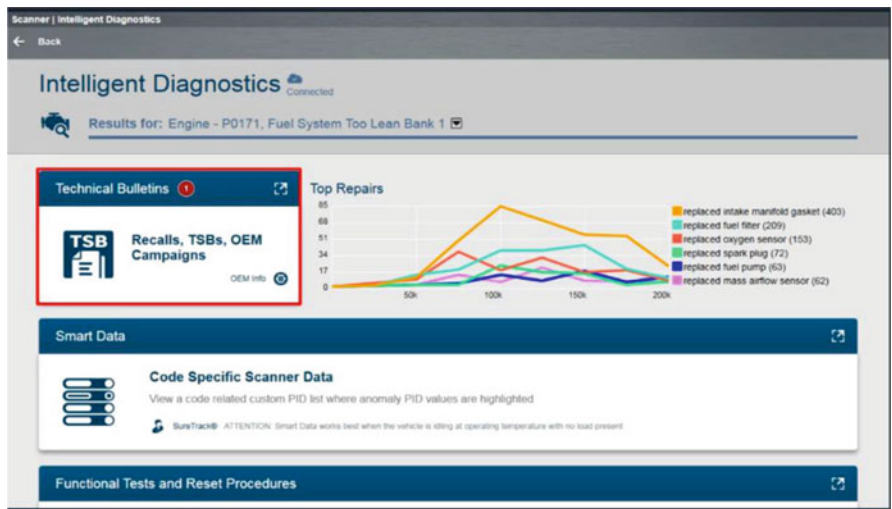 Scanner | Intelligent Diagnostics
Back
Intelligent Diagnostics Connected
Results for: Engine - P0171, Fuel System Too Lean Bank 1
Technical Bulletins 1
TSB
Recalls, TSBs, OEM
Campaigns
OEM Info
Top Repairs
85
68
51
34
17
0
50k 100k 150k 200k
replaced intake manifold gasket (403)
replaced fuel filter (209)
replaced oxygen sensor (153)
replaced spark plug (72)
replaced fuel pump (63)
replaced mass airflow sensor (62)
Smart Data
Code Specific Scanner Data
View a code related custom PID list where anomaly PID values are highlighted
SureTrack® ATTENTION: Smart Data works best when the vehicle is idling at operating temperature with no load present
Functional Tests and Reset Procedures